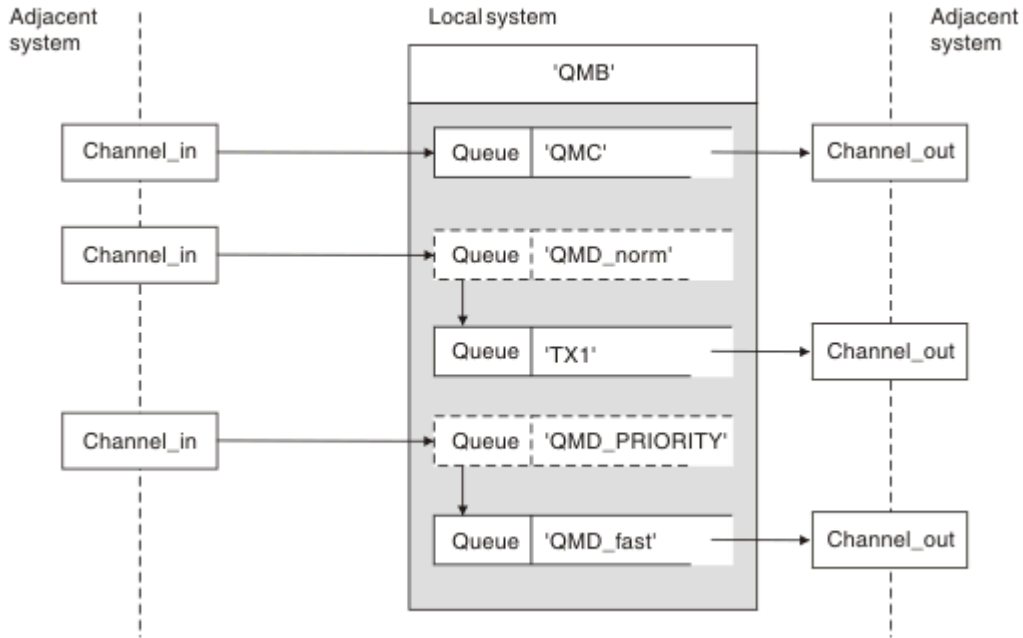 Adjacent
system
Local system
Adjacent
system
'QMB'
Channel_in
Queue 'QMC'
Channel_out
Channel_in
Queue 'QMD_norm'
Queue 'TX1'
Channel_out
Channel_in
Queue 'QMD_PRIORITY'
Queue 'QMD_fast'
Channel_out